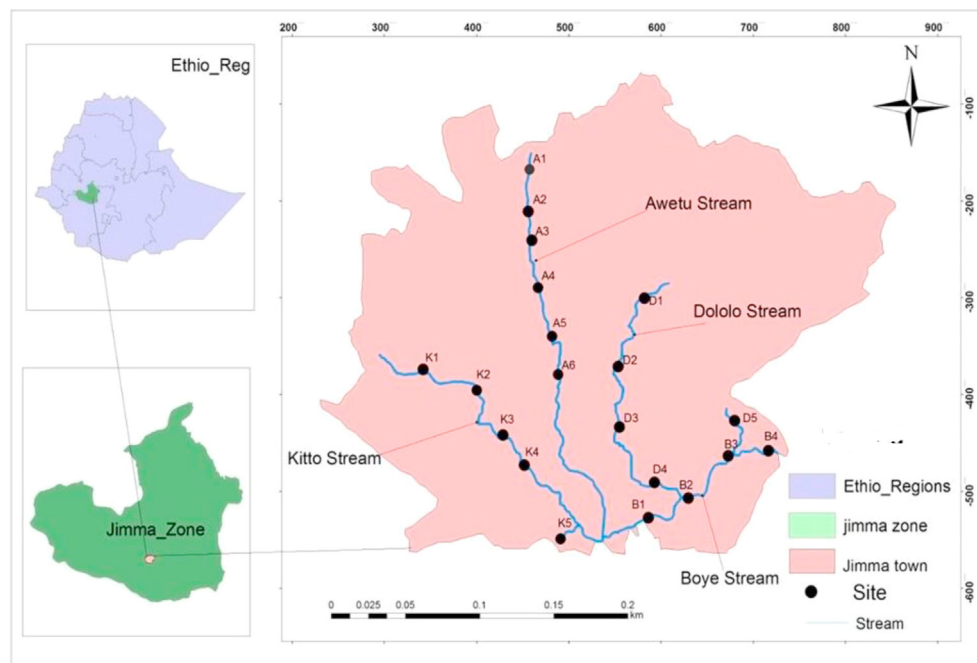 200 300 400 500 600 700 800 900
Ethio_Reg
N
-100
A1
A2
-200
Awetu Stream
A3
A4
-300
D1
Dololo Stream
A5
K1
D2
A6
K2
-400
D5
K3
D3
B3
B4
Kitto Stream
K4
D4
Ethio_Regions
B2
-500
B1
jimma zone
Jimma_Zone
K5
Jimma town
Boye Stream
Site
-600
0 0.025 0.05 0.1 0.15 0.2
km
Stream